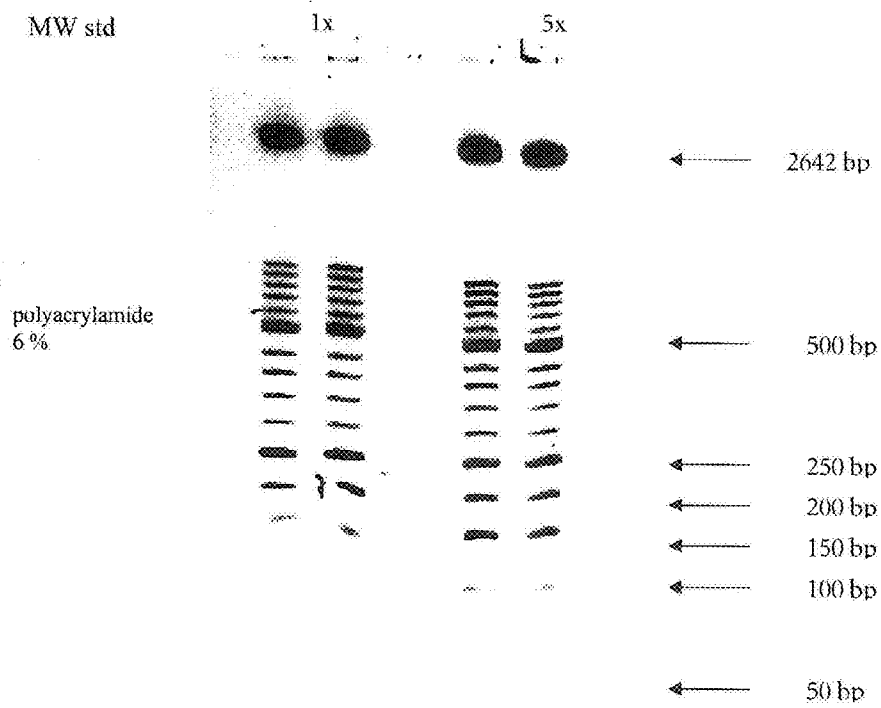 MW std
1x
5x
2642 bp
polyacrylamide
6 %
500 bp
250 bp
200 bp
150 bp
100 bp
50 bp